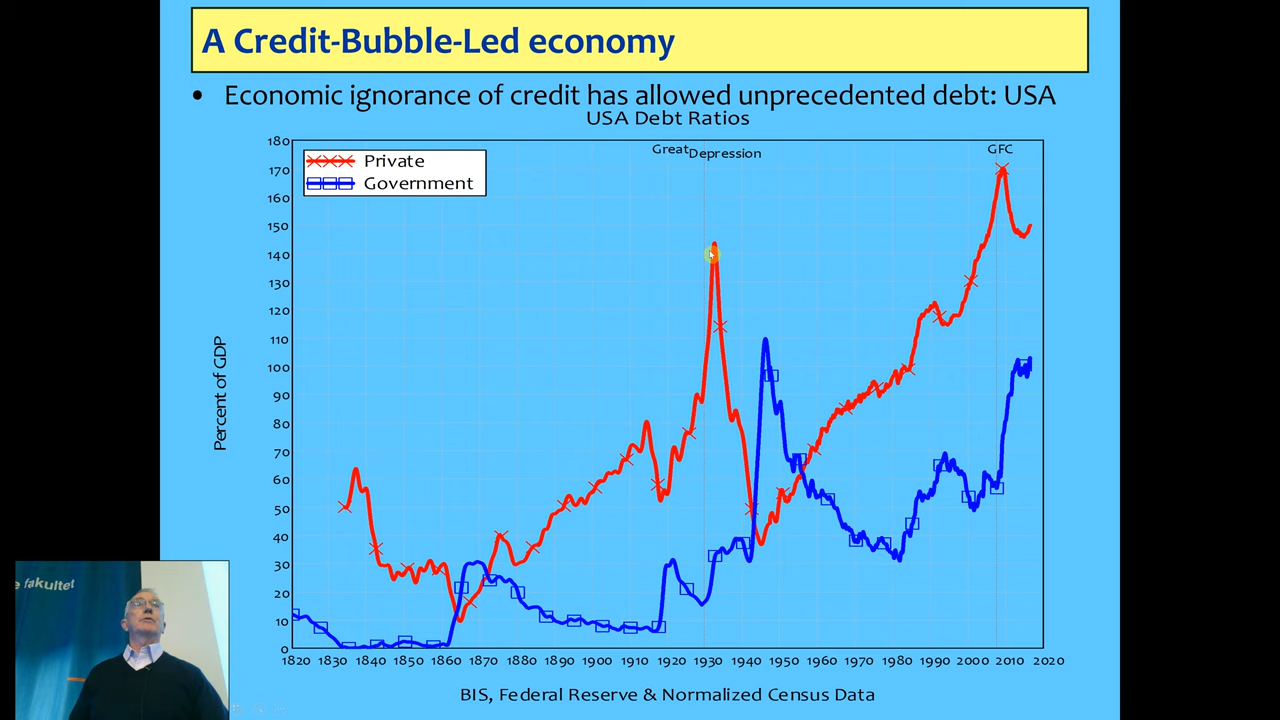 A Credit-Bubble-Led economy
• Economic ignorance of credit has allowed unprecedented debt: USA
USA Debt Ratios
Private
Government
Great Depression
GFC
180
170
160
150
140
130
120
110
100
90
80
70
60
50
40
30
20
10
0
Percent of GDP
1820 1830 1840 1850 1860 1870 1880 1890 1900 1910 1920 1930 1940 1950 1960 1970 1980 1990 2000 2010 2020
BIS, Federal Reserve & Normalized Census Data
e fakultet